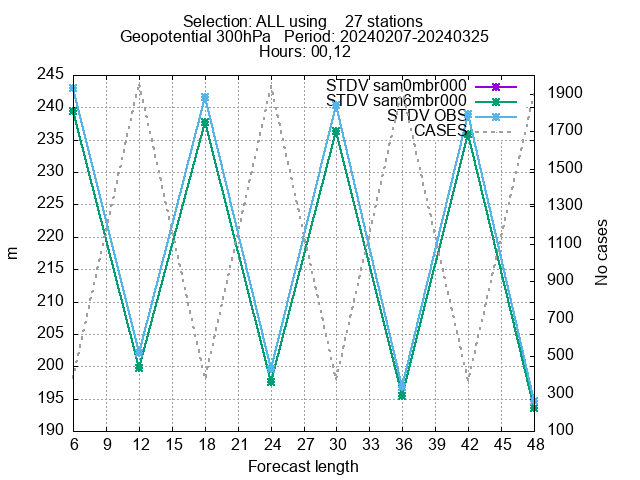 Selection: ALL using    27 stations
Geopotential 300hPa   Period: 20240207-20240325
Hours: 00,12
STDV sam0mbr000
STDV sam6mbr000
STDV OBS
CASES
245
240
235
230
225
220
215
210
205
200
195
190
m
1900
1700
1500
1300
1100
900
700
500
300
100
No cases
6 9 12 15 18 21 24 27 30 33 36 39 42 45 48
Forecast length